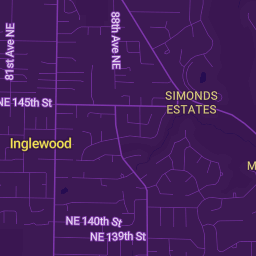 81st Ave NE
88th Ave NE
NE 145th St
SIMONDS
ESTATES
Inglewood
M
NE 140th St
NE 139th St